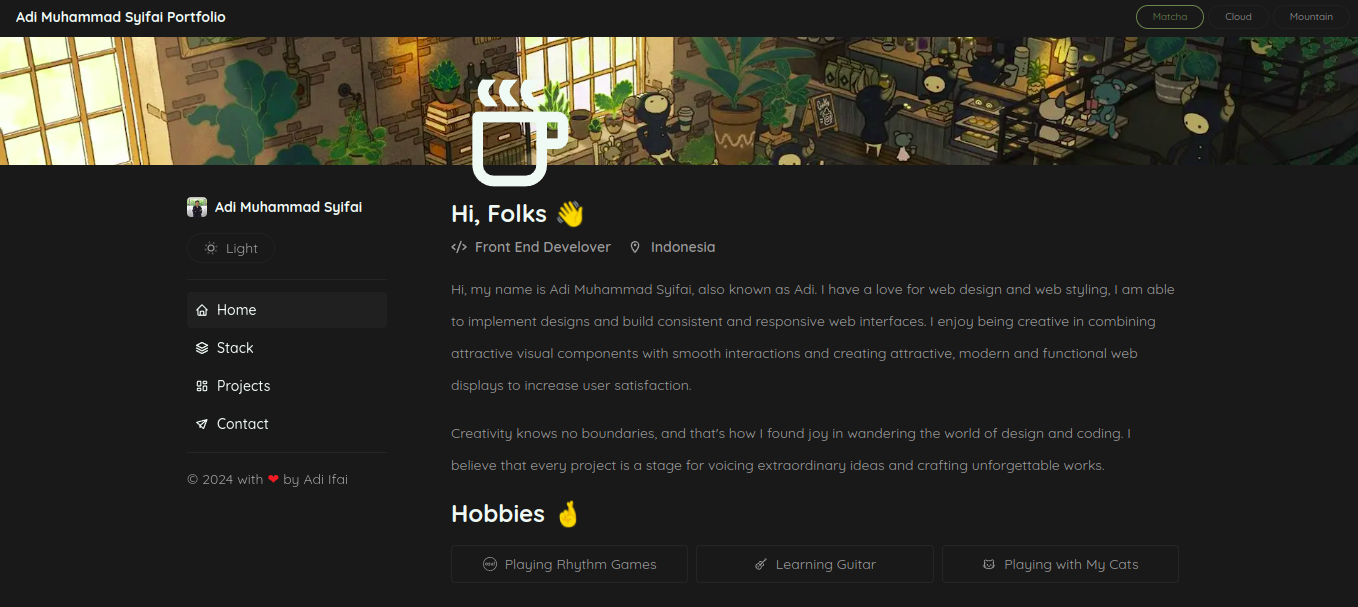 Adi Muhammad Syifai Portfolio
Matcha
Cloud
Mountain
Adi Muhammad Syifai
Light
Home
Stack
Projects
Contact
© 2024 with ❤ by Adi Ifai
Hi, Folks 👋
Front End Develover
Indonesia
Hi, my name is Adi Muhammad Syifai, also known as Adi. I have a love for web design and web styling, I am able
to implement designs and build consistent and responsive web interfaces. I enjoy being creative in combining
attractive visual components with smooth interactions and creating attractive, modern and functional web
displays to increase user satisfaction.
Creativity knows no boundaries, and that's how I found joy in wandering the world of design and coding. I
believe that every project is a stage for voicing extraordinary ideas and crafting unforgettable works.
Hobbies 🤞
Playing Rhythm Games
Learning Guitar
Playing with My Cats